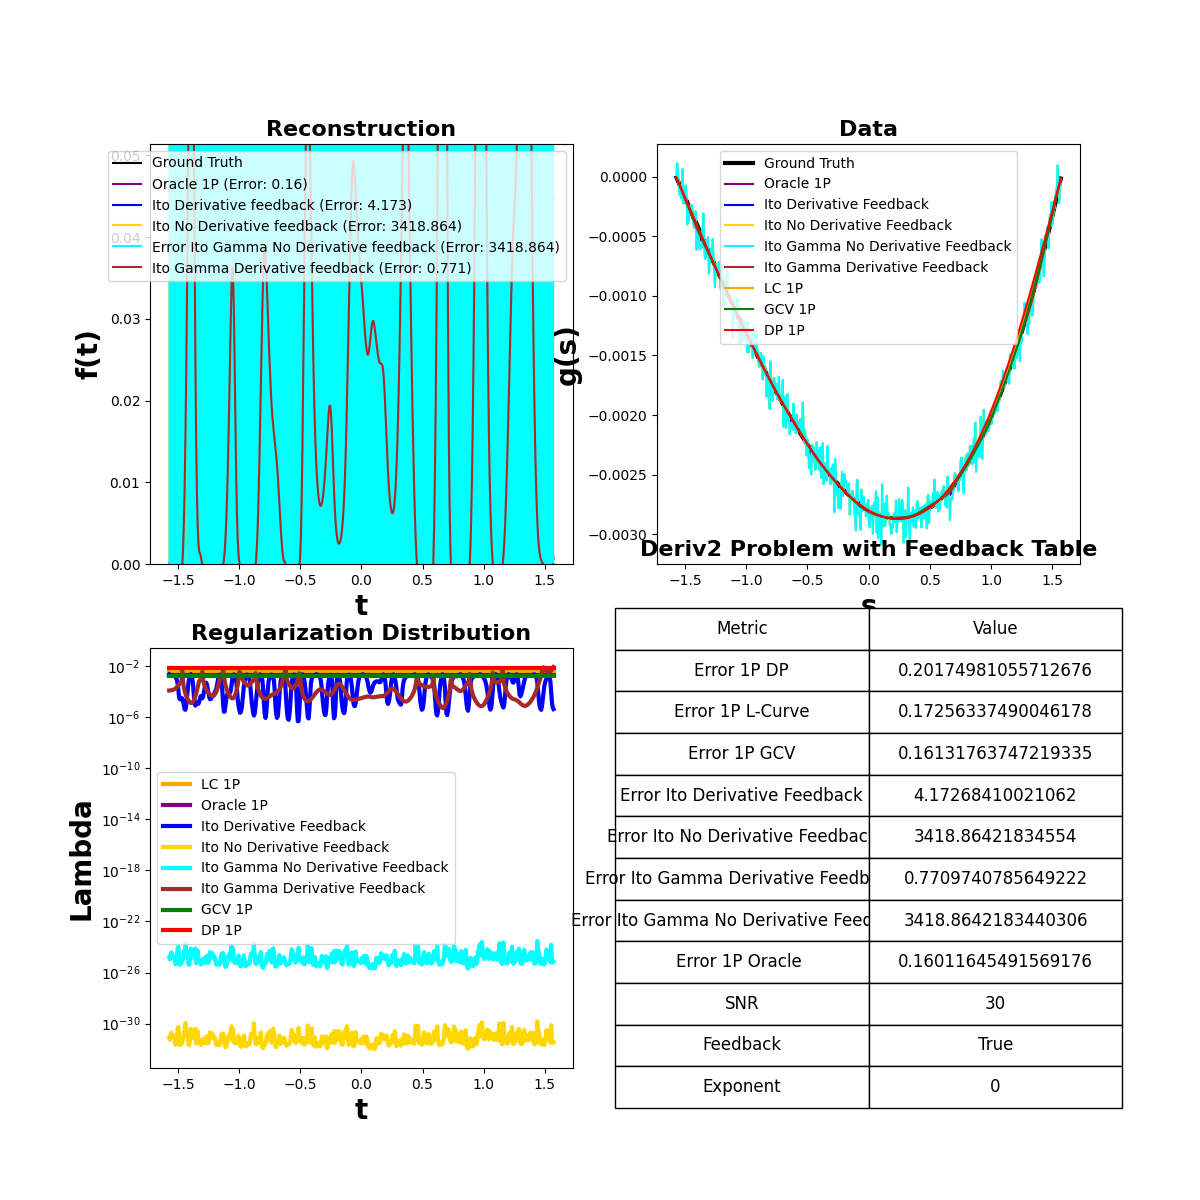 Reconstruction
f(t)
0.05
0.04
0.03
0.02
0.01
0.00
Ground Truth
Oracle 1P (Error: 0.16)
Ito Derivative feedback (Error: 4.173)
Ito No Derivative feedback (Error: 3418.864)
Error Ito Gamma No Derivative feedback (Error: 3418.864)
Ito Gamma Derivative feedback (Error: 0.771)
−1.5 −1.0 −0.5 0.0 0.5 1.0 1.5
t
Data
g(s)
0.0000
−0.0005
−0.0010
−0.0015
−0.0020
−0.0025
−0.0030
Ground Truth
Oracle 1P
Ito Derivative Feedback
Ito No Derivative Feedback
Ito Gamma No Derivative Feedback
Ito Gamma Derivative Feedback
LC 1P
GCV 1P
DP 1P
−1.5 −1.0 −0.5 0.0 0.5 1.0 1.5
s
Regularization Distribution
Lambda
10−2
10−6
10−10
10−14
10−18
10−22
10−26
10−30
LC 1P
Oracle 1P
Ito Derivative Feedback
Ito No Derivative Feedback
Ito Gamma No Derivative Feedback
Ito Gamma Derivative Feedback
GCV 1P
DP 1P
−1.5 −1.0 −0.5 0.0 0.5 1.0 1.5
t
Deriv2 Problem with Feedback Table
Metric Value
Error 1P DP 0.20174981055712676
Error 1P L-Curve 0.17256337490046178
Error 1P GCV 0.16131763747219335
Error Ito Derivative Feedback 4.17268410021062
Error Ito No Derivative Feedbac 3418.86421834554
Error Ito Gamma Derivative Feedb 0.7709740785649222
Error Ito Gamma No Derivative Feed 3418.8642183440306
Error 1P Oracle 0.16011645491569176
SNR 30
Feedback True
Exponent 0